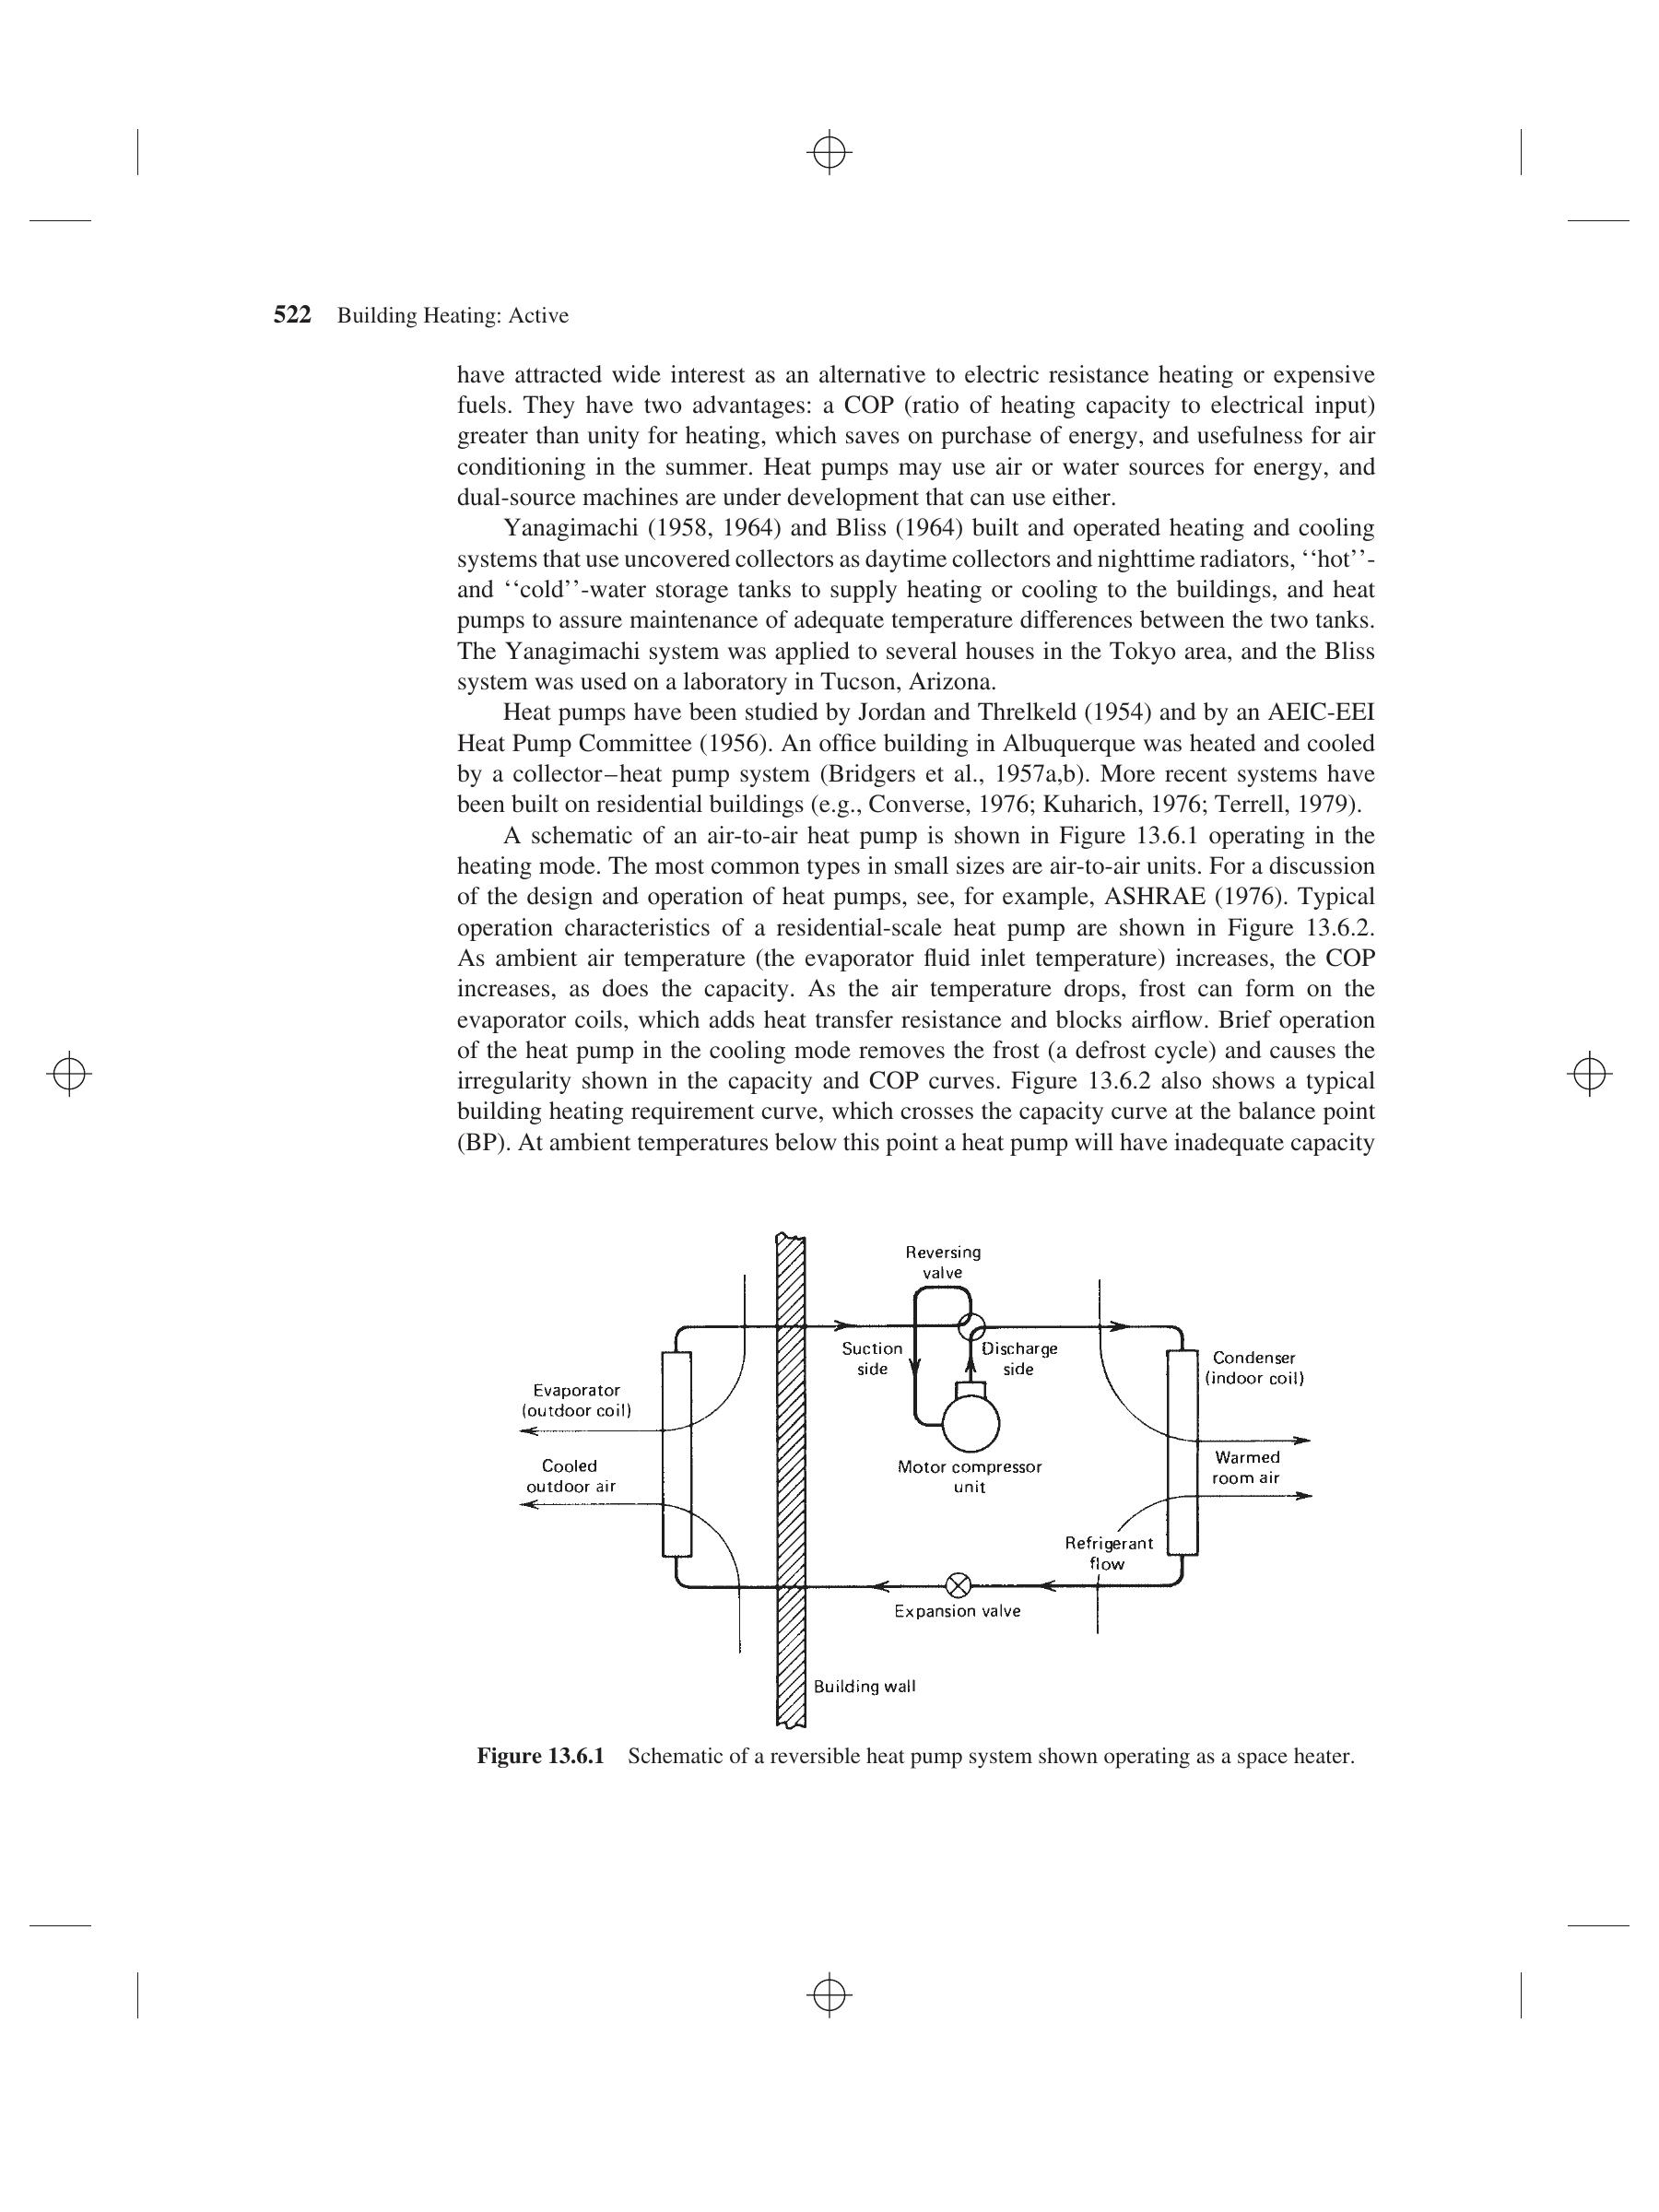 522 Building Heating: Active
have attracted wide interest as an alternative to electric resistance heating or expensive
fuels. They have two advantages: a COP (ratio of heating capacity to electrical input)
greater than unity for heating, which saves on purchase of energy, and usefulness for air
conditioning in the summer. Heat pumps may use air or water sources for energy, and
dual-source machines are under development that can use either.
Yanagimachi (1958, 1964) and Bliss (1964) built and operated heating and cooling
systems that use uncovered collectors as daytime collectors and nighttime radiators, ‘‘hot’’-
and ‘‘cold’’-water storage tanks to supply heating or cooling to the buildings, and heat
pumps to assure maintenance of adequate temperature differences between the two tanks.
The Yanagimachi system was applied to several houses in the Tokyo area, and the Bliss
system was used on a laboratory in Tucson, Arizona.
Heat pumps have been studied by Jordan and Threlkeld (1954) and by an AEIC-EEI
Heat Pump Committee (1956). An office building in Albuquerque was heated and cooled
by a collector–heat pump system (Bridgers et al., 1957a,b). More recent systems have
been built on residential buildings (e.g., Converse, 1976; Kuharich, 1976; Terrell, 1979).
A schematic of an air-to-air heat pump is shown in Figure 13.6.1 operating in the
heating mode. The most common types in small sizes are air-to-air units. For a discussion
of the design and operation of heat pumps, see, for example, ASHRAE (1976). Typical
operation characteristics of a residential-scale heat pump are shown in Figure 13.6.2.
As ambient air temperature (the evaporator fluid inlet temperature) increases, the COP
increases, as does the capacity. As the air temperature drops, frost can form on the
evaporator coils, which adds heat transfer resistance and blocks airflow. Brief operation
of the heat pump in the cooling mode removes the frost (a defrost cycle) and causes the
irregularity shown in the capacity and COP curves. Figure 13.6.2 also shows a typical
building heating requirement curve, which crosses the capacity curve at the balance point
(BP). At ambient temperatures below this point a heat pump will have inadequate capacity
Reversing
valve
Suction
side
Discharge
side
Condenser
(indoor coil)
Evaporator
(outdoor coil)
Cooled
outdoor air
Motor compressor
unit
Warmed
room air
Refrigerant
flow
Expansion valve
Building wall
Figure 13.6.1 Schematic of a reversible heat pump system shown operating as a space heater.